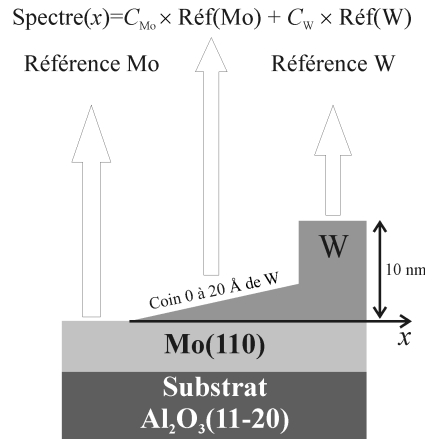 Spectre(x)=C_Mo × Réf(Mo) + C_W × Réf(W)
Référence Mo
Référence W
W
10 nm
Coin 0 à 20 Å de W
x
Mo(110)
Substrat
Al₂O₃(11-20)